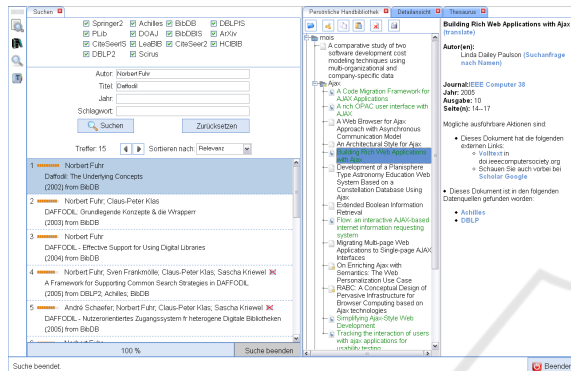 Suchen
Springer2 Achilles BibDB DBLPIS
PLib DOAJ BibDBIS ArXiv
CiteSeerIS LeaBIB CiteSeer2 HCIBIB
DBLP2 Scirus
Autor: Norbert Fuhr
Titel: Daffodil
Jahr:
Schlagwort:
Suchen Zurücksetzen
Treffer: 15 Sortieren nach: Relevanz
1 Norbert Fuhr
Daffodil: The Underlying Concepts
(2002) from BibDB
2 Norbert Fuhr; Claus-Peter Klas
DAFFODIL: Grundlegende Konzepte & die Wrapperr
(2003) from BibDB
3 Norbert Fuhr
DAFFODIL - Effective Support for Using Digital Libraries
(2004) from BibDB
4 Norbert Fuhr; Sven Frankmölle; Claus-Peter Klas; Sascha Kriewel
A Framework for Supporting Common Search Strategies in DAFFODIL
(2005) from DBLP2; Achilles; BibDB
5 André Schaefer; Norbert Fuhr; Claus-Peter Klas; Sascha Kriewel
DAFFODIL - Nutzerorientiertes Zugangssystem fr heterogene Digitale Bibliotheken
(2005) from BibDB
100 % Suche beenden
Suche beendet.
Persönliche Handbibliothek Detailansicht Thesaurus
mois
A comparative study of two
software development cost
modeling techniques using
multi-organizational and
company-specific data
Ajax
A Code Migration Framework for
AJAX Applications
A rich OPAC user interface with
AJAX
A Web Browser for Ajax
Approach with Asynchronous
Communication Model
An Architectural Style for Ajax
Building Rich Web Applications
with Ajax
Development of a Planisphere
Type Astronomy Education Web
System Based on a
Constellation Database Using
Ajax
Extended Boolean Information
Retrieval
Flow: an interactive AJAX-based
internet information requesting
system
Migrating Multi-page Web
Applications to Single-page AJAX
Interfaces
On Enriching Ajax with
Semantics: The Web
Personalization Use Case
RABC: A Conceptual Design of
Pervasive Infrastructure for
Browser Computing based on
Ajax technologies
Simplifying Ajax-Style Web
Development
Tracking the interaction of users
with ajax applications for
usability testing
Building Rich Web Applications with Ajax
(translate)
Autor(en):
Linda Dailey Paulson (Suchanfrage
nach Namen)
Journal:IEEE Computer 38
Jahr: 2005
Ausgabe: 10
Seite(n): 14–17
Mögliche ausführbare Aktionen sind:
Dieses Dokument hat die folgenden
externen Links:
Volltext in
doi.ieeecomputersociety.org
Schauen Sie auch vorbei bei
Scholar Google
Dieses Dokument ist in den folgenden
Datenquellen gefunden worden:
Achilles
DBLP
Beenden